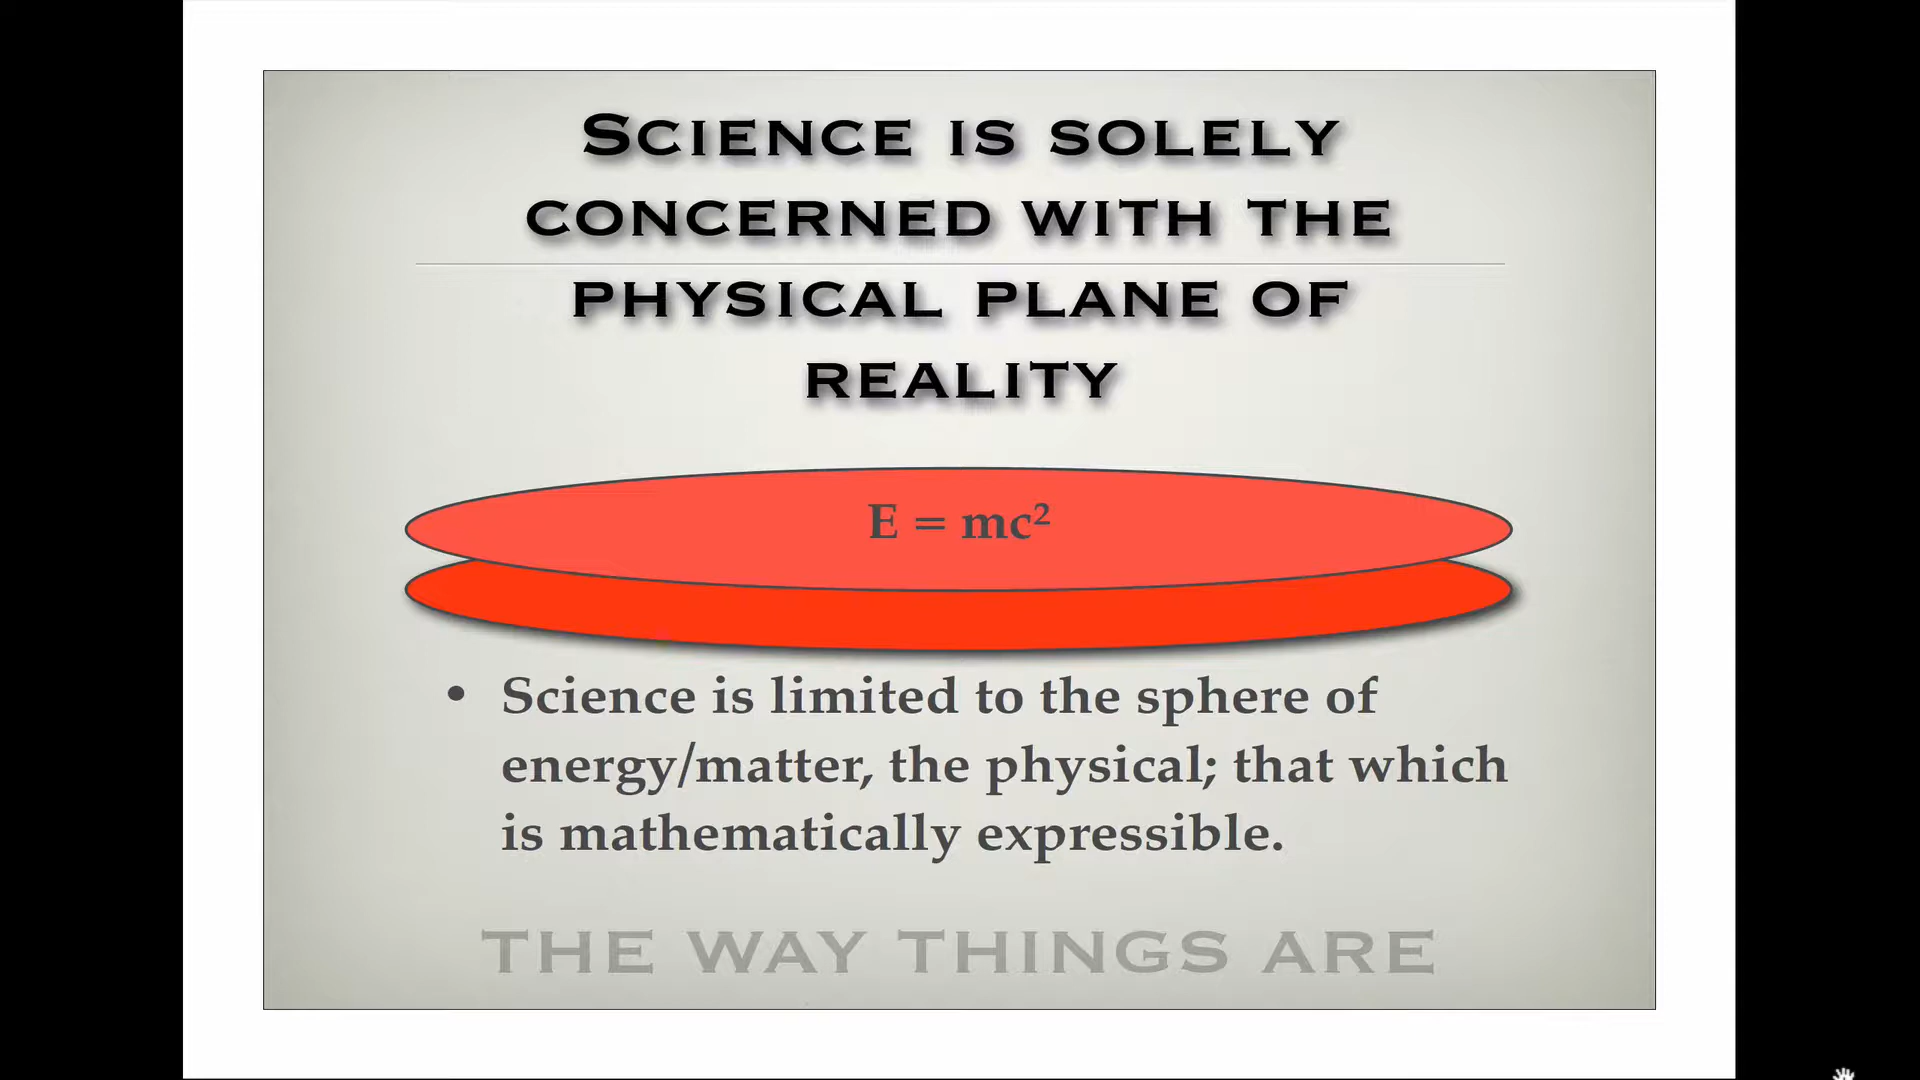 Science is solely
concerned with the
physical plane of
reality
E = mc²
• Science is limited to the sphere of
energy/matter, the physical; that which
is mathematically expressible.
THE WAY THINGS ARE